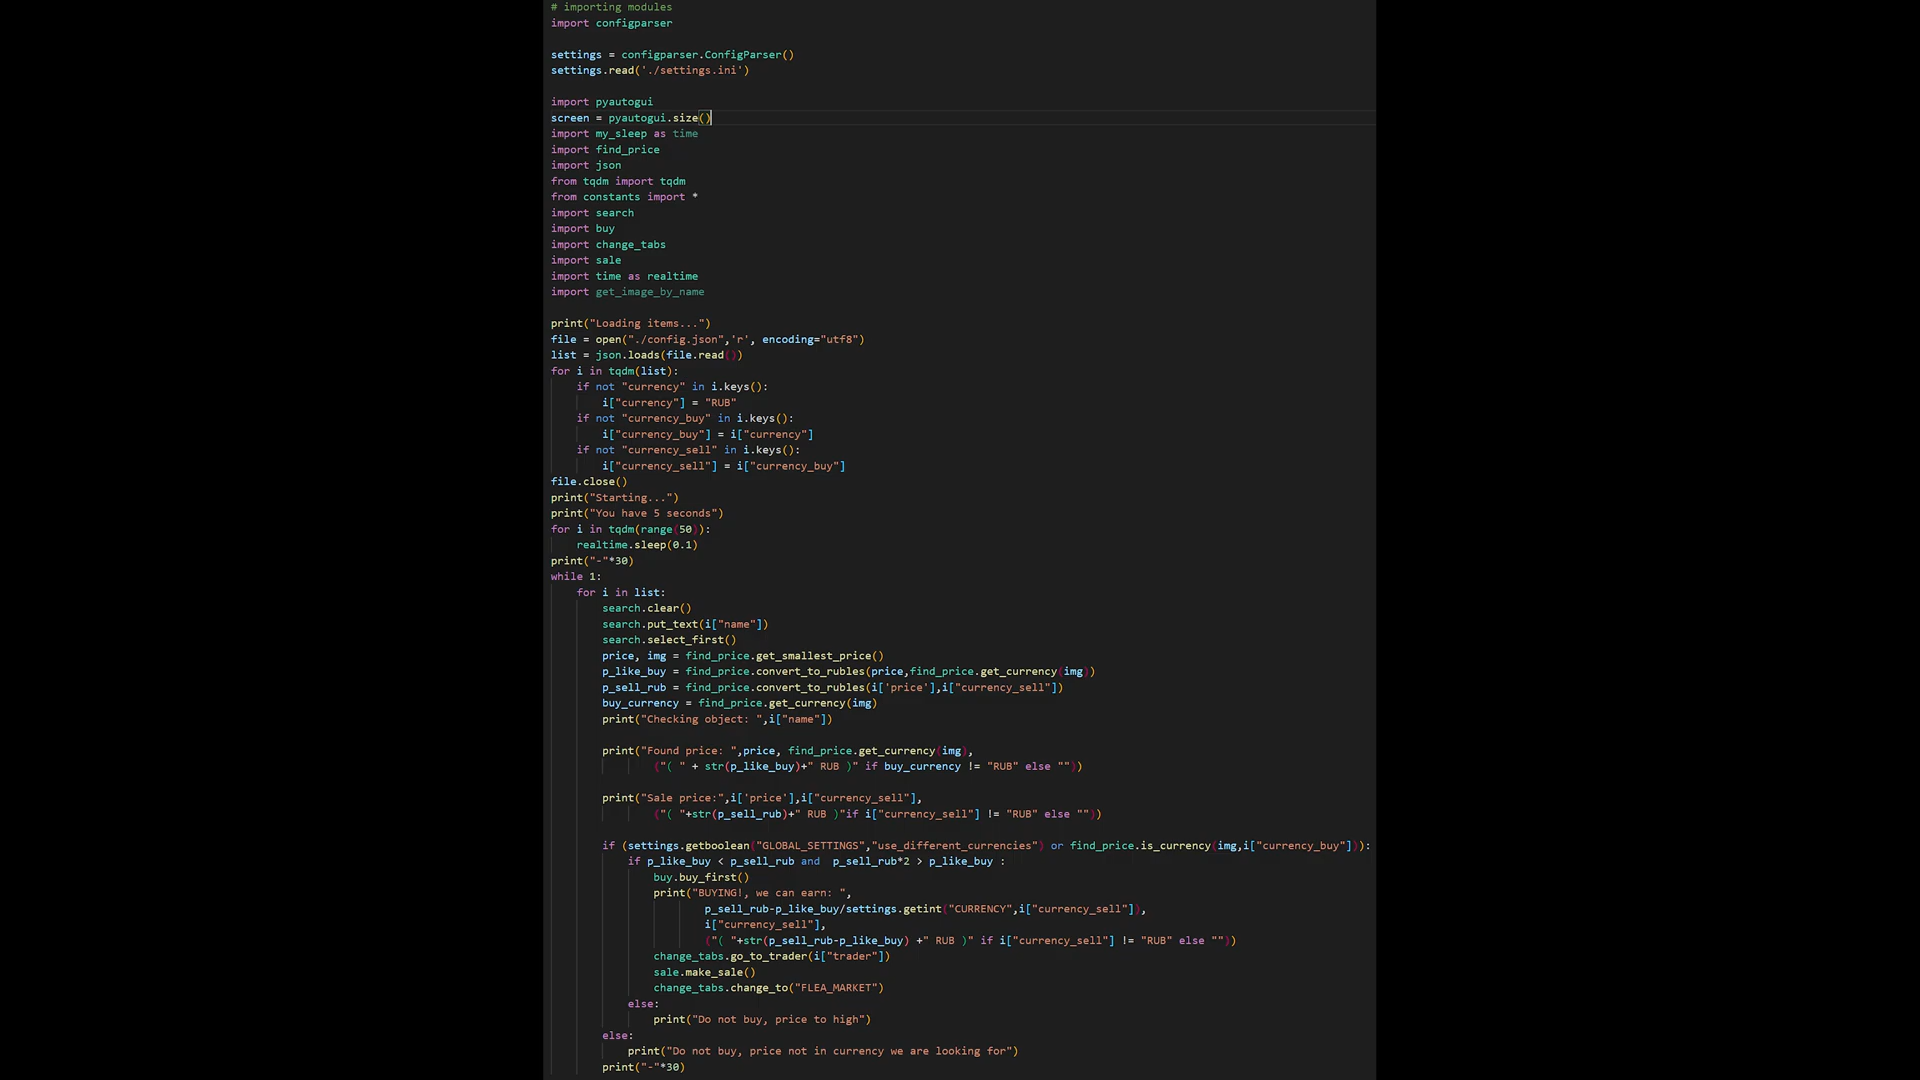 # importing modules
import configparser
settings = configparser.ConfigParser()
settings.read('./settings.ini')
import pyautogui
screen = pyautogui.size()
import my_sleep as time
import find_price
import json
from tqdm import tqdm
from constants import *
import search
import buy
import change_tabs
import sale
import time as realtime
import get_image_by_name
print("Loading items...")
file = open("./config.json",'r', encoding="utf8")
list = json.loads(file.read())
for i in tqdm(list):
    if not "currency" in i.keys():
        i["currency"] = "RUB"
    if not "currency_buy" in i.keys():
        i["currency_buy"] = i["currency"]
    if not "currency_sell" in i.keys():
        i["currency_sell"] = i["currency_buy"]
file.close()
print("Starting...")
print("You have 5 seconds")
for i in tqdm(range(50)):
    realtime.sleep(0.1)
print("-"*30)
while 1:
    for i in list:
        search.clear()
        search.put_text(i["name"])
        search.select_first()
        price, img = find_price.get_smallest_price()
        p_like_buy = find_price.convert_to_rubles(price,find_price.get_currency(img))
        p_sell_rub = find_price.convert_to_rubles(i['price'],i["currency_sell"])
        buy_currency = find_price.get_currency(img)
        print("Checking object: ",i["name"])
        print("Found price: ",price, find_price.get_currency(img),
                ("( " + str(p_like_buy)+" RUB )" if buy_currency != "RUB" else ""))
        print("Sale price:",i['price'],i["currency_sell"],
                ("( "+str(p_sell_rub)+" RUB )"if i["currency_sell"] != "RUB" else ""))
        if (settings.getboolean("GLOBAL_SETTINGS","use_different_currencies") or find_price.is_currency(img,i["currency_buy"])):
            if p_like_buy < p_sell_rub and  p_sell_rub*2 > p_like_buy :
                buy.buy_first()
                print("BUYING!, we can earn: ",
                        p_sell_rub-p_like_buy/settings.getint("CURRENCY",i["currency_sell"]),
                        i["currency_sell"],
                        ("( "+str(p_sell_rub-p_like_buy) +" RUB )" if i["currency_sell"] != "RUB" else ""))
                change_tabs.go_to_trader(i["trader"])
                sale.make_sale()
                change_tabs.change_to("FLEA_MARKET")
            else:
                print("Do not buy, price to high")
        else:
            print("Do not buy, price not in currency we are looking for")
        print("-"*30)